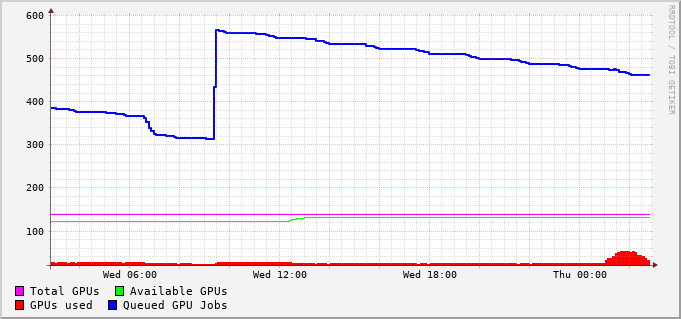 600
500
400
300
200
100
Wed 06:00 Wed 12:00 Wed 18:00 Thu 00:00
Total GPUs Available GPUs
GPUs used Queued GPU Jobs
RRDTOOL / TOBI OETIKER